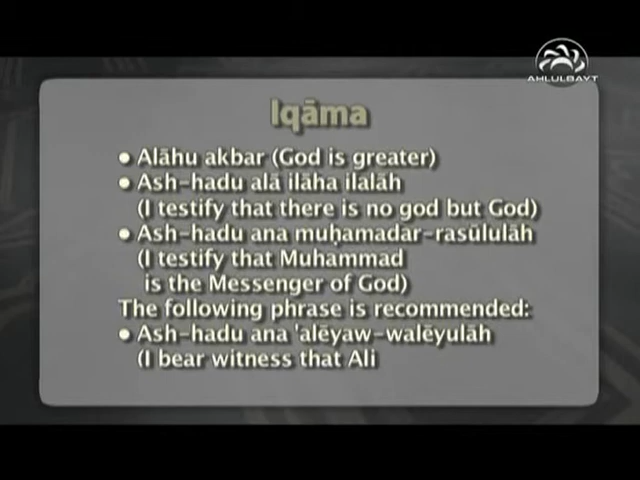 AHLULBAYT
Iqāma
• Alāhu akbar (God is greater)
• Ash-hadu alā ilāha ilalāh
(I testify that there is no god but God)
• Ash-hadu ana muḥamadar-rasūlulāh
(I testify that Muhammad
is the Messenger of God)
The following phrase is recommended:
• Ash-hadu ana 'alēyaw-walēyulāh
(I bear witness that Ali